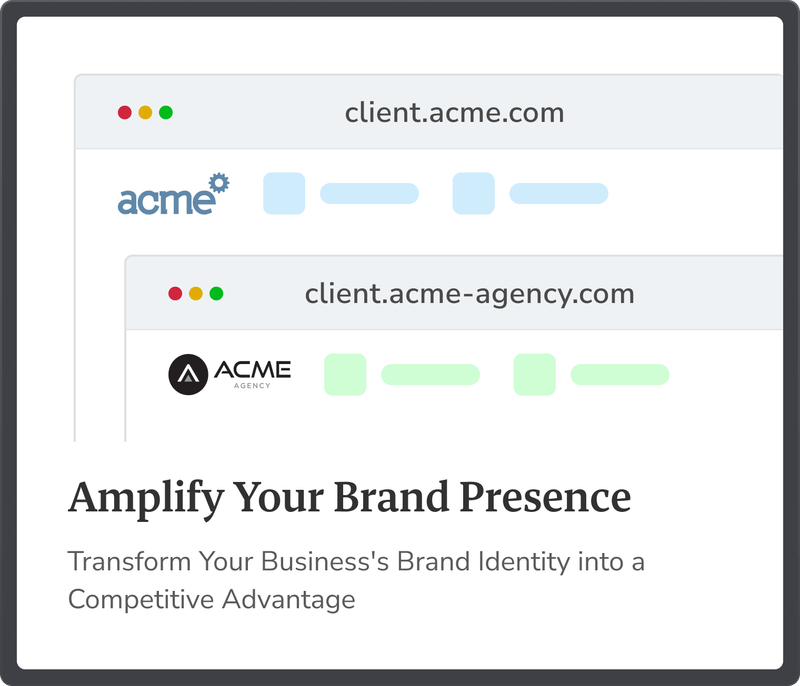 client.acme.com
acme
client.acme-agency.com
ACME
AGENCY
Amplify Your Brand Presence
Transform Your Business's Brand Identity into a
Competitive Advantage